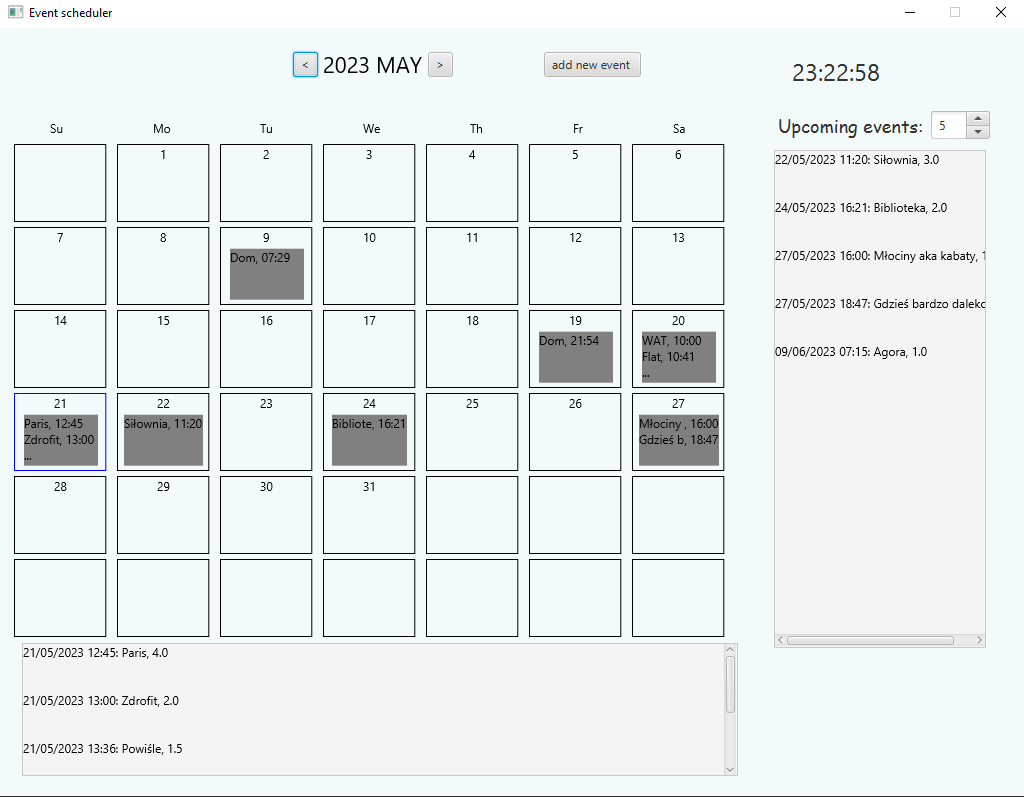 Event scheduler
< 2023 MAY > add new event 23:22:58
Upcoming events: 5
Su Mo Tu We Th Fr Sa
1 2 3 4 5 6
7 8 9 10 11 12 13
Dom, 07:29
14 15 16 17 18 19 20
Dom, 21:54 WAT, 10:00
Flat, 10:41
...
21 22 23 24 25 26 27
Paris, 12:45 Siłownia, 11:20 Bibliote, 16:21 Młociny , 16:00
Zdrofit, 13:00 Gdzieś b, 18:47
...
28 29 30 31
22/05/2023 11:20: Siłownia, 3.0
24/05/2023 16:21: Biblioteka, 2.0
27/05/2023 16:00: Młociny aka kabaty, 1
27/05/2023 18:47: Gdzieś bardzo daleko
09/06/2023 07:15: Agora, 1.0
21/05/2023 12:45: Paris, 4.0
21/05/2023 13:00: Zdrofit, 2.0
21/05/2023 13:36: Powiśle, 1.5